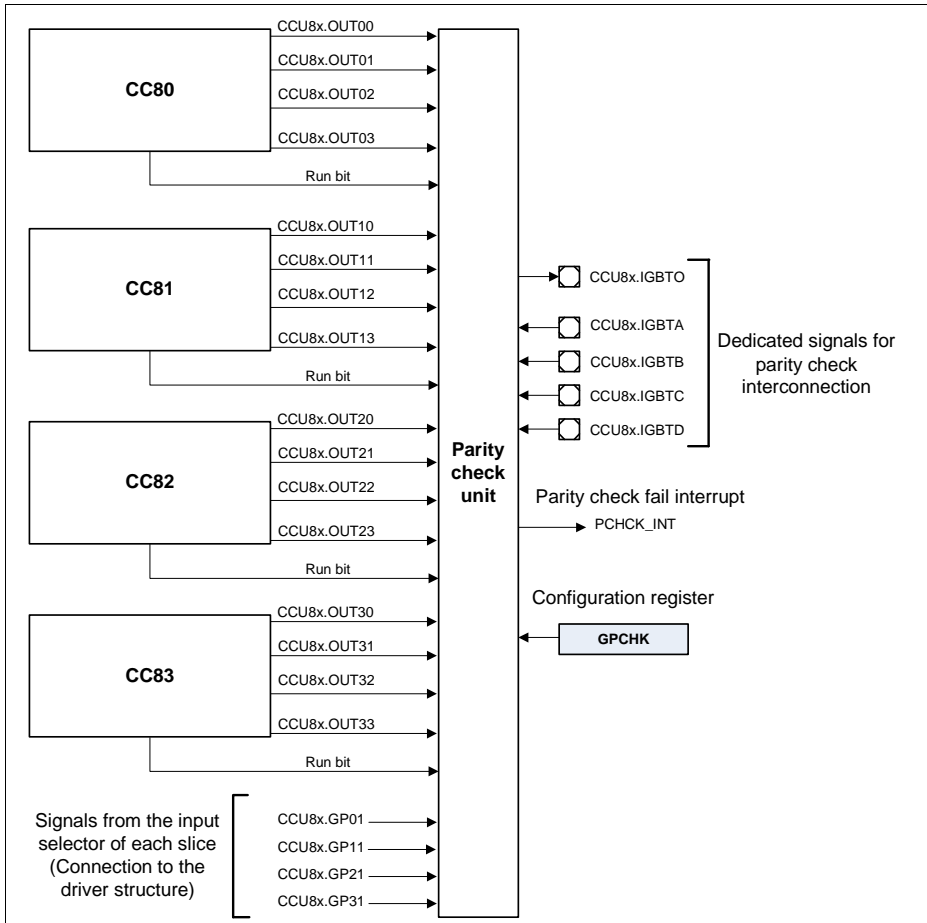 CCU8x.OUT00
CCU8x.OUT01
CC80
CCU8x.OUT02
CCU8x.OUT03
Run bit
CCU8x.OUT10
CCU8x.OUT11
CC81
CCU8x.OUT12
CCU8x.OUT13
Run bit
CCU8x.OUT20
CCU8x.OUT21
CC82
CCU8x.OUT22
CCU8x.OUT23
Run bit
CCU8x.OUT30
CCU8x.OUT31
CC83
CCU8x.OUT32
CCU8x.OUT33
Run bit
Signals from the input
selector of each slice
(Connection to the
driver structure)
CCU8x.GP01
CCU8x.GP11
CCU8x.GP21
CCU8x.GP31
Parity
check
unit
CCU8x.IGBTO
CCU8x.IGBTA
CCU8x.IGBTB
CCU8x.IGBTC
CCU8x.IGBTD
Dedicated signals for
parity check
interconnection
Parity check fail interrupt
PCHCK_INT
Configuration register
GPCHK